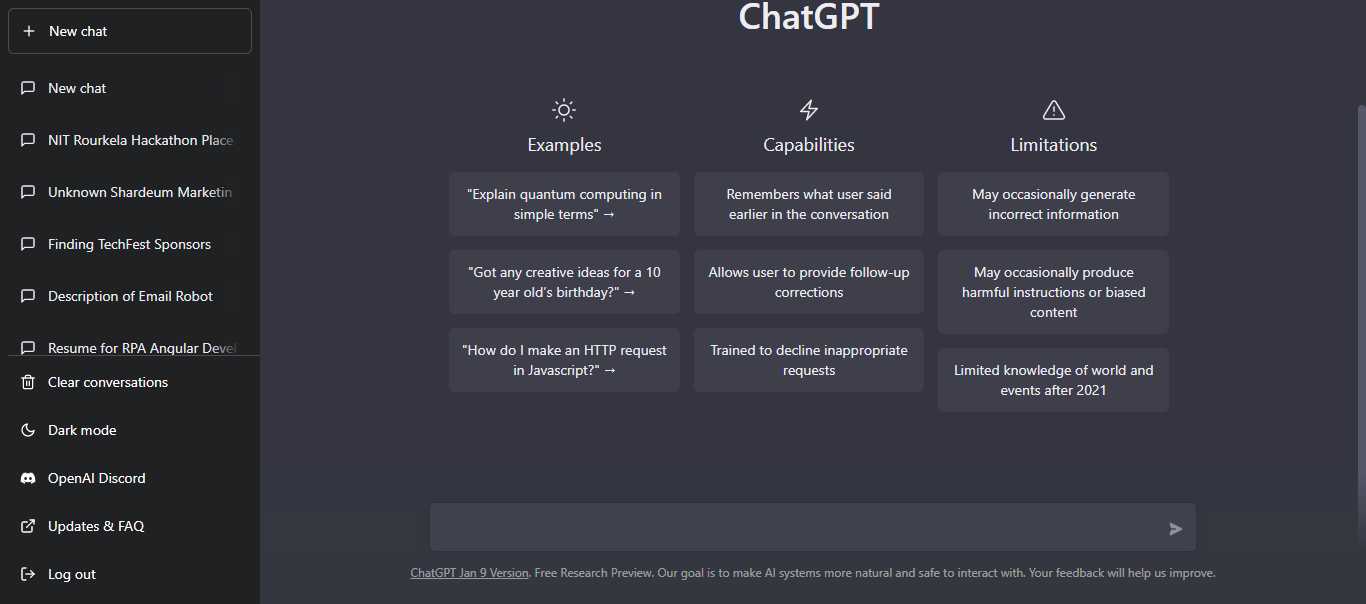 New chat
New chat
NIT Rourkela Hackathon Place
Unknown Shardeum Marketin
Finding TechFest Sponsors
Description of Email Robot
Resume for RPA Angular Devel
Clear conversations
Dark mode
OpenAI Discord
Updates & FAQ
Log out
ChatGPT
Examples
"Explain quantum computing in
simple terms" →
"Got any creative ideas for a 10
year old's birthday?" →
"How do I make an HTTP request
in Javascript?" →
Capabilities
Remembers what user said
earlier in the conversation
Allows user to provide follow-up
corrections
Trained to decline inappropriate
requests
Limitations
May occasionally generate
incorrect information
May occasionally produce
harmful instructions or biased
content
Limited knowledge of world and
events after 2021
ChatGPT Jan 9 Version. Free Research Preview. Our goal is to make AI systems more natural and safe to interact with. Your feedback will help us improve.